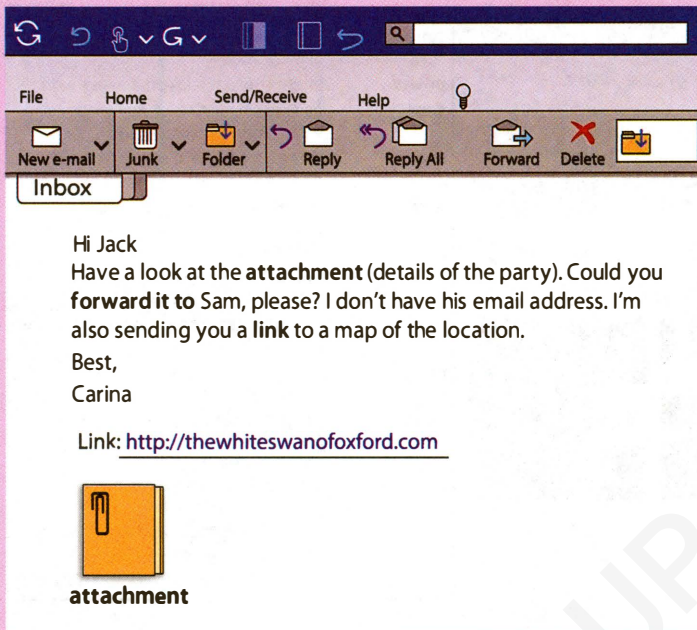 File Home Send/Receive Help
New e-mail Junk Folder Reply Reply All Forward Delete
Inbox
Hi Jack
Have a look at the attachment (details of the party). Could you
forward it to Sam, please? I don't have his email address. I'm
also sending you a link to a map of the location.
Best,
Carina
Link: http://thewhiteswanofoxford.com
attachment
UP